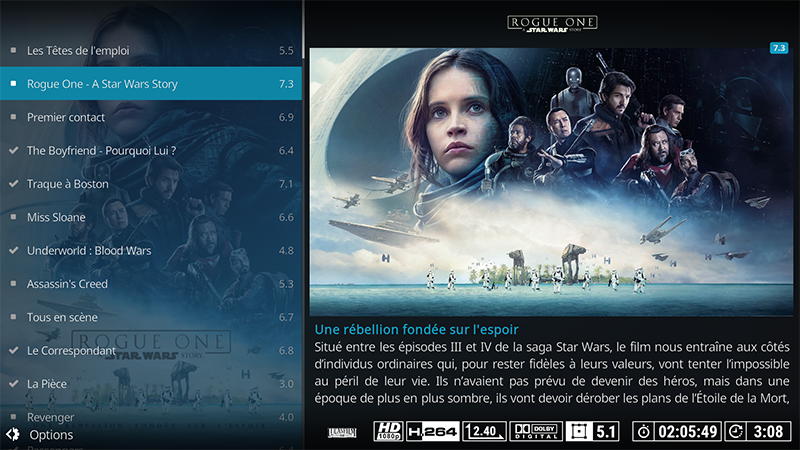 Les Têtes de l'emploi 5.5
Rogue One - A Star Wars Story 7.3
Premier contact 6.9
The Boyfriend - Pourquoi Lui ? 6.4
Traque à Boston 7.1
Miss Sloane 6.6
Underworld : Blood Wars 4.8
Assassin's Creed 5.3
Tous en scène 6.7
Le Correspondant 6.8
La Pièce 3.0
Revenger 4.0
Options
ROGUE ONE
A STAR WARS STORY
ROGUE ONE
A STAR WARS STORY
7.3
Une rébellion fondée sur l'espoir
Situé entre les épisodes III et IV de la saga Star Wars, le film nous entraîne aux côtés
d'individus ordinaires qui, pour rester fidèles à leurs valeurs, vont tenter l'impossible
au péril de leur vie. Ils n'avaient pas prévu de devenir des héros, mais dans une
époque de plus en plus sombre, ils vont devoir dérober les plans de l'Étoile de la Mort,
LUCASFILM
HD 1080p
H.264
2.40
DOLBY DIGITAL
5.1
02:05:49
3:08